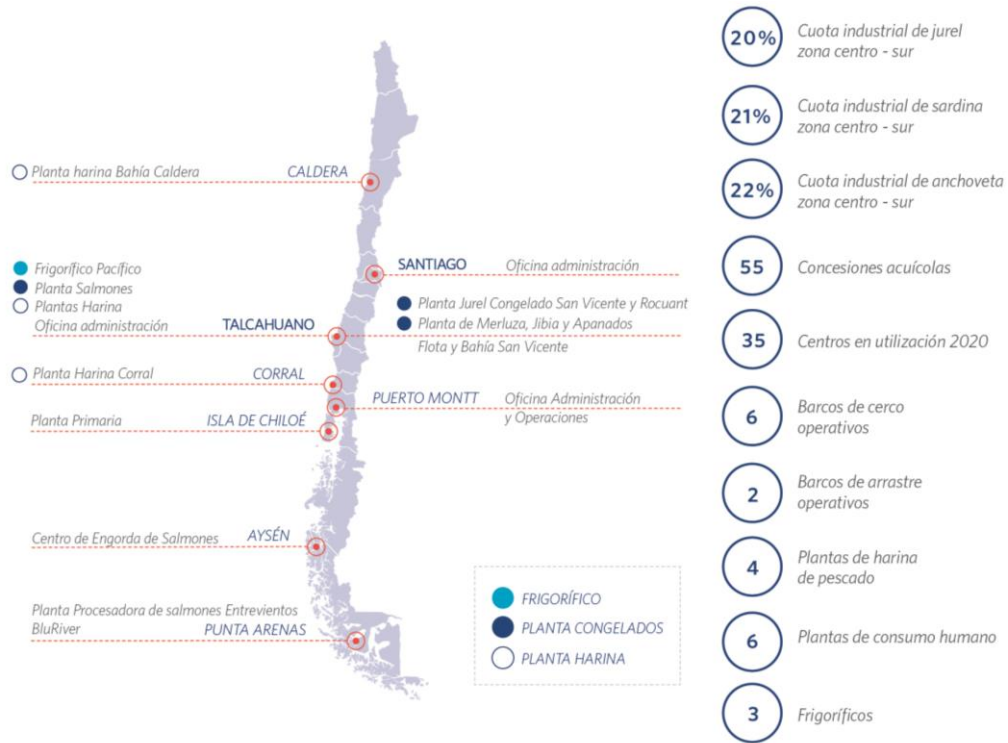 Planta harina Bahía Caldera
CALDERA
SANTIAGO
Oficina administración
Frigorífico Pacífico
Planta Salmones
Plantas Harina
Oficina administración
TALCAHUANO
Planta Jurel Congelado San Vicente y Rocuant
Planta de Merluza, Jibia y Apanados
Flota y Bahía San Vicente
Planta Harina Corral
CORRAL
PUERTO MONTT
Oficina Administración
y Operaciones
Planta Primaria
ISLA DE CHILOÉ
Centro de Engorda de Salmones
AYSÉN
Planta Procesadora de salmones Entrevientos
BluRiver
PUNTA ARENAS
FRIGORÍFICO
PLANTA CONGELADOS
PLANTA HARINA
20%
Cuota industrial de jurel
zona centro - sur
21%
Cuota industrial de sardina
zona centro - sur
22%
Cuota industrial de anchoveta
zona centro - sur
55
Concesiones acuícolas
35
Centros en utilización 2020
6
Barcos de cerco
operativos
2
Barcos de arrastre
operativos
4
Plantas de harina
de pescado
6
Plantas de consumo humano
3
Frigoríficos